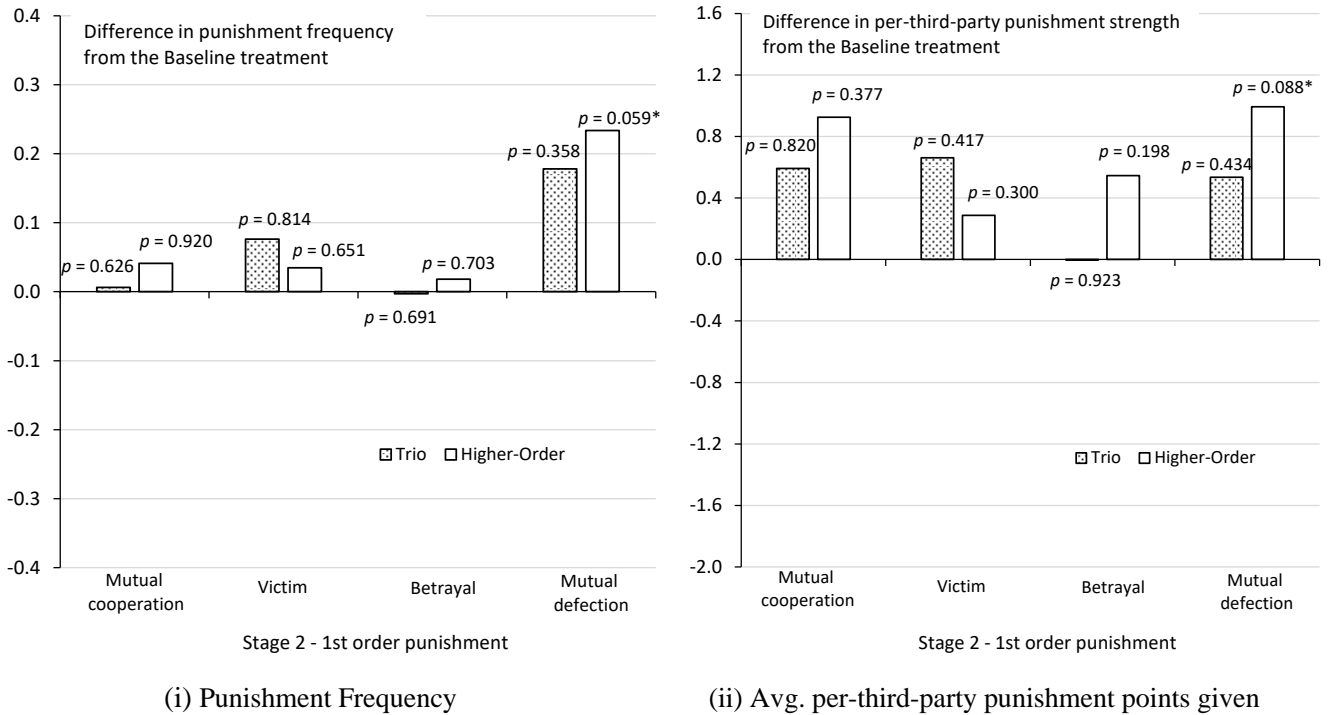 Difference in punishment frequency
from the Baseline treatment
0.4
0.3
0.2
0.1
0.0
-0.1
-0.2
-0.3
-0.4
p = 0.626
p = 0.920
p = 0.814
p = 0.651
p = 0.691
p = 0.703
p = 0.358
p = 0.059*
Trio
Higher-Order
Mutual
cooperation
Victim
Betrayal
Mutual
defection
Stage 2 - 1st order punishment
(i) Punishment Frequency
Difference in per-third-party punishment strength
from the Baseline treatment
1.6
1.2
0.8
0.4
0.0
-0.4
-0.8
-1.2
-1.6
-2.0
p = 0.820
p = 0.377
p = 0.417
p = 0.300
p = 0.923
p = 0.198
p = 0.434
p = 0.088*
Trio
Higher-Order
Mutual
cooperation
Victim
Betrayal
Mutual
defection
Stage 2 - 1st order punishment
(ii) Avg. per-third-party punishment points given